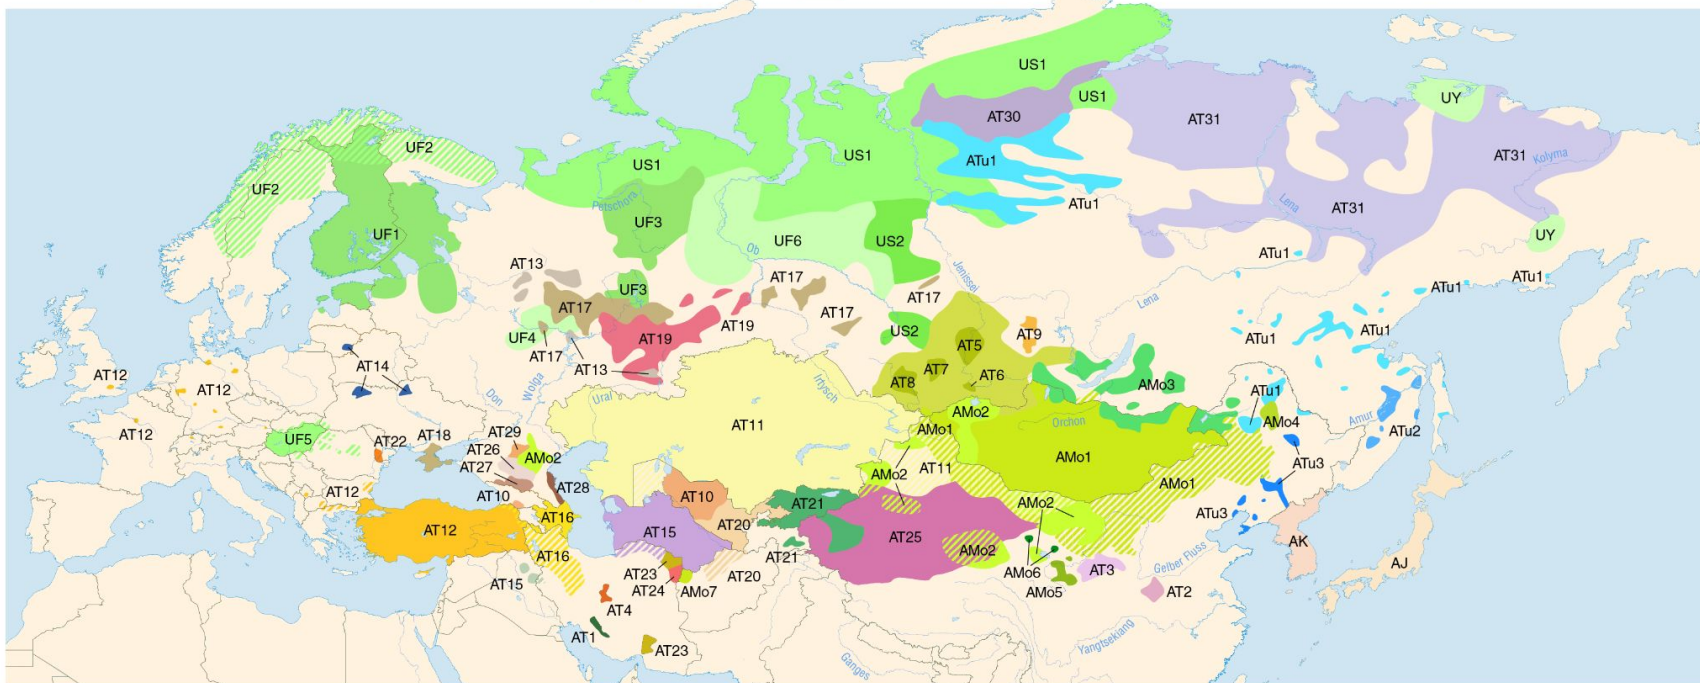 US1
US1
UY
AT30
AT31
UF2
US1
US1
ATu1
AT31
Kolyma
UF2
Petschora
ATu1
Lena
AT31
UF3
UF1
UF6
US2
UY
Ob
AT13
AT17
Jenissej
ATu1
ATu1
UF3
AT17
ATu1
AT17
Lena
AT17
AT19
UF4
AT19
AT17
US2
AT9
ATu1
ATu1
AT17
AT5
AT14
AT13
AT7
AT6
AT12
AT12
Wolga
Irtysch
AT8
AMo3
ATu1
Don
Ural
AMo2
Amur
AT12
UF5
AT11
AMo1
Orchon
AMo4
ATu2
AT29
AT22
AT18
AT26
AMo2
AMo1
ATu3
AT27
AT11
AMo2
AMo1
AT12
AT10
AT28
AT10
AT21
AMo2
ATu3
AT12
AT16
AT15
AT20
AT25
AK
AT16
AMo2
AT21
Gelber Fluss
AJ
AT15
AT23
AT20
AMo6
AT3
AT24
AMo7
AMo5
AT2
AT4
AT1
AT23
Yangtsekiang
Ganges